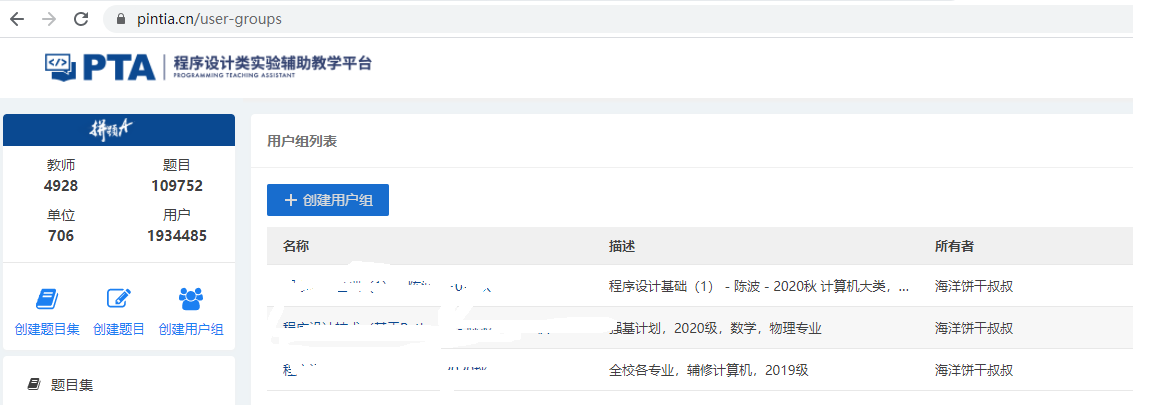 pintia.cn/user-groups
PTA 程序设计类实验辅助教学平台
PROGRAMMING TEACHING ASSISTANT
拼题A
教师 题目
4928 109752
单位 用户
706 1934485
创建题目集 创建题目 创建用户组
题目集
用户组列表
+ 创建用户组
名称 描述 所有者
程序设计基础（1） - 陈波 - 2020秋 计算机大类，... 海洋饼干叔叔
强基计划，2020级，数学，物理专业 海洋饼干叔叔
全校各专业，辅修计算机，2019级 海洋饼干叔叔